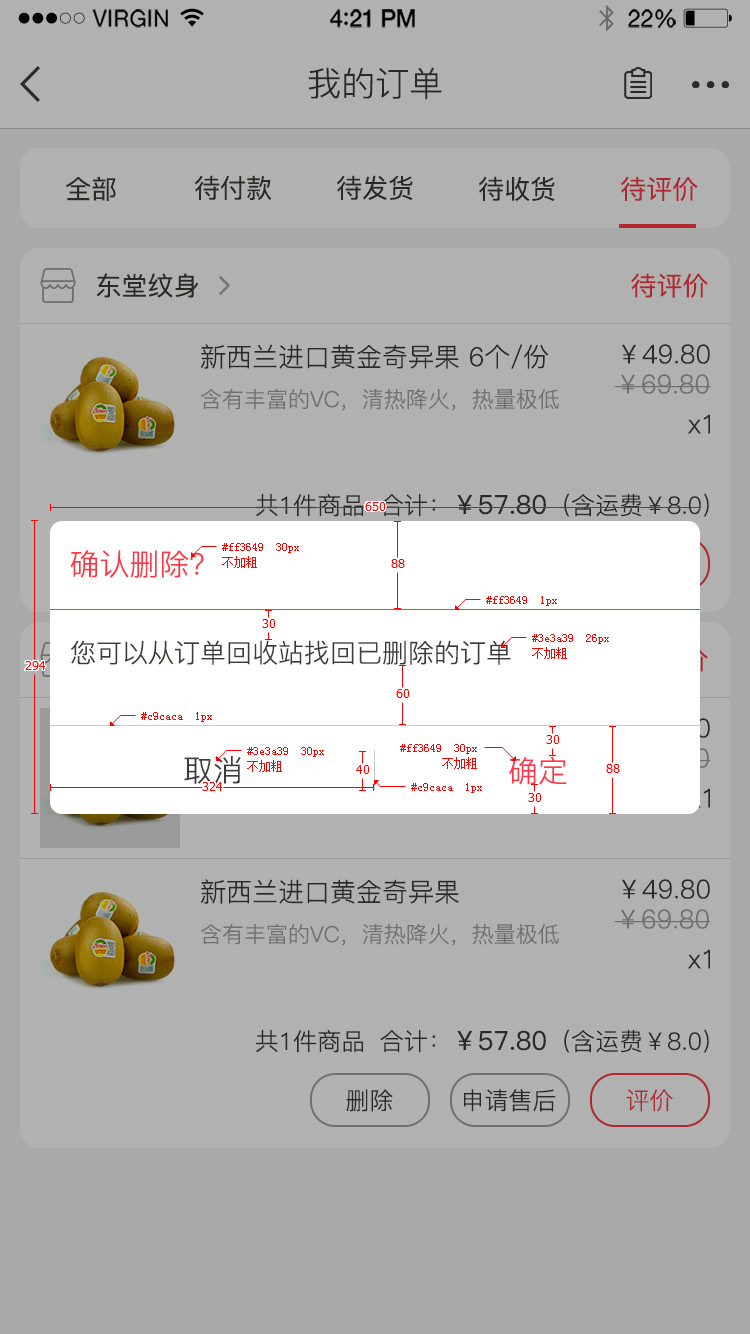 VIRGIN 4:21 PM 22%
我的订单
全部 待付款 待发货 待收货 待评价
东堂纹身 待评价
新西兰进口黄金奇异果 6个/份 ¥49.80
含有丰富的VC，清热降火，热量极低 ¥69.80
x1
共1件商品 合计： ¥57.80（含运费¥8.0）
650
确认删除?
#ff3649 30px
不加粗
88
#ff3649 1px
30
294
您可以从订单回收站找回已删除的订单
#3e3a39 26px
不加粗
60
#c9caca 1px
取消
#3e3a39 30px
不加粗
324
40
#ff3649 30px
不加粗
#c9caca 1px
确定
30
30
88
新西兰进口黄金奇异果 ¥49.80
含有丰富的VC，清热降火，热量极低 ¥69.80
x1
共1件商品 合计： ¥57.80（含运费¥8.0）
删除 申请售后 评价